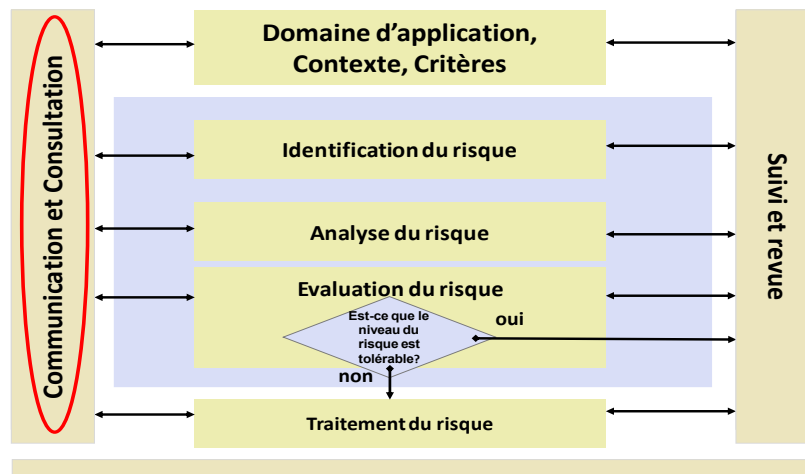 Communication et Consultation
Domaine d’application,
Contexte, Critères
Identification du risque
Analyse du risque
Evaluation du risque
Est-ce que le
niveau du
risque est
tolérable?
oui
non
Traitement du risque
Suivi et revue